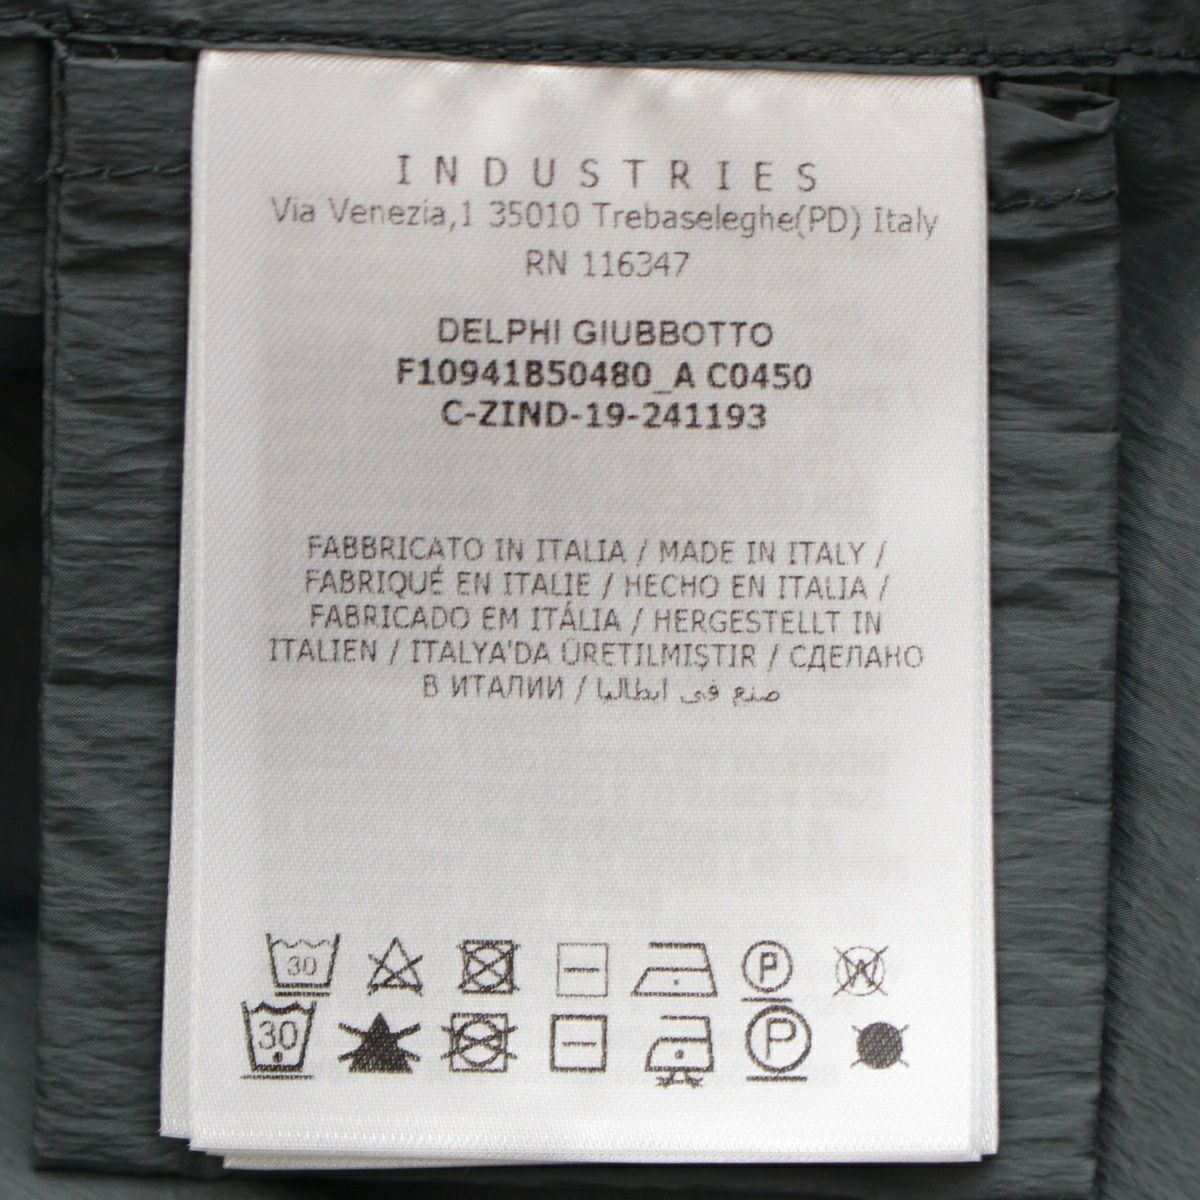 INDUSTRIES
Via Venezia,1 35010 Trebaseleghe(PD) Italy
RN 116347
DELPHI GIUBBOTTO
F10941B50480_A C0450
C-ZIND-19-241193
FABBRICATO IN ITALIA / MADE IN ITALY /
FABRIQUÉ EN ITALIE / HECHO EN ITALIA /
FABRICADO EM ITÁLIA / HERGESTELLT IN
ITALIEN / ITALYA'DA ÜRETILMIŞTIR / СДЕЛАНО
В ИТАЛИИ / صنع في ايطاليا
30 P W
30 P